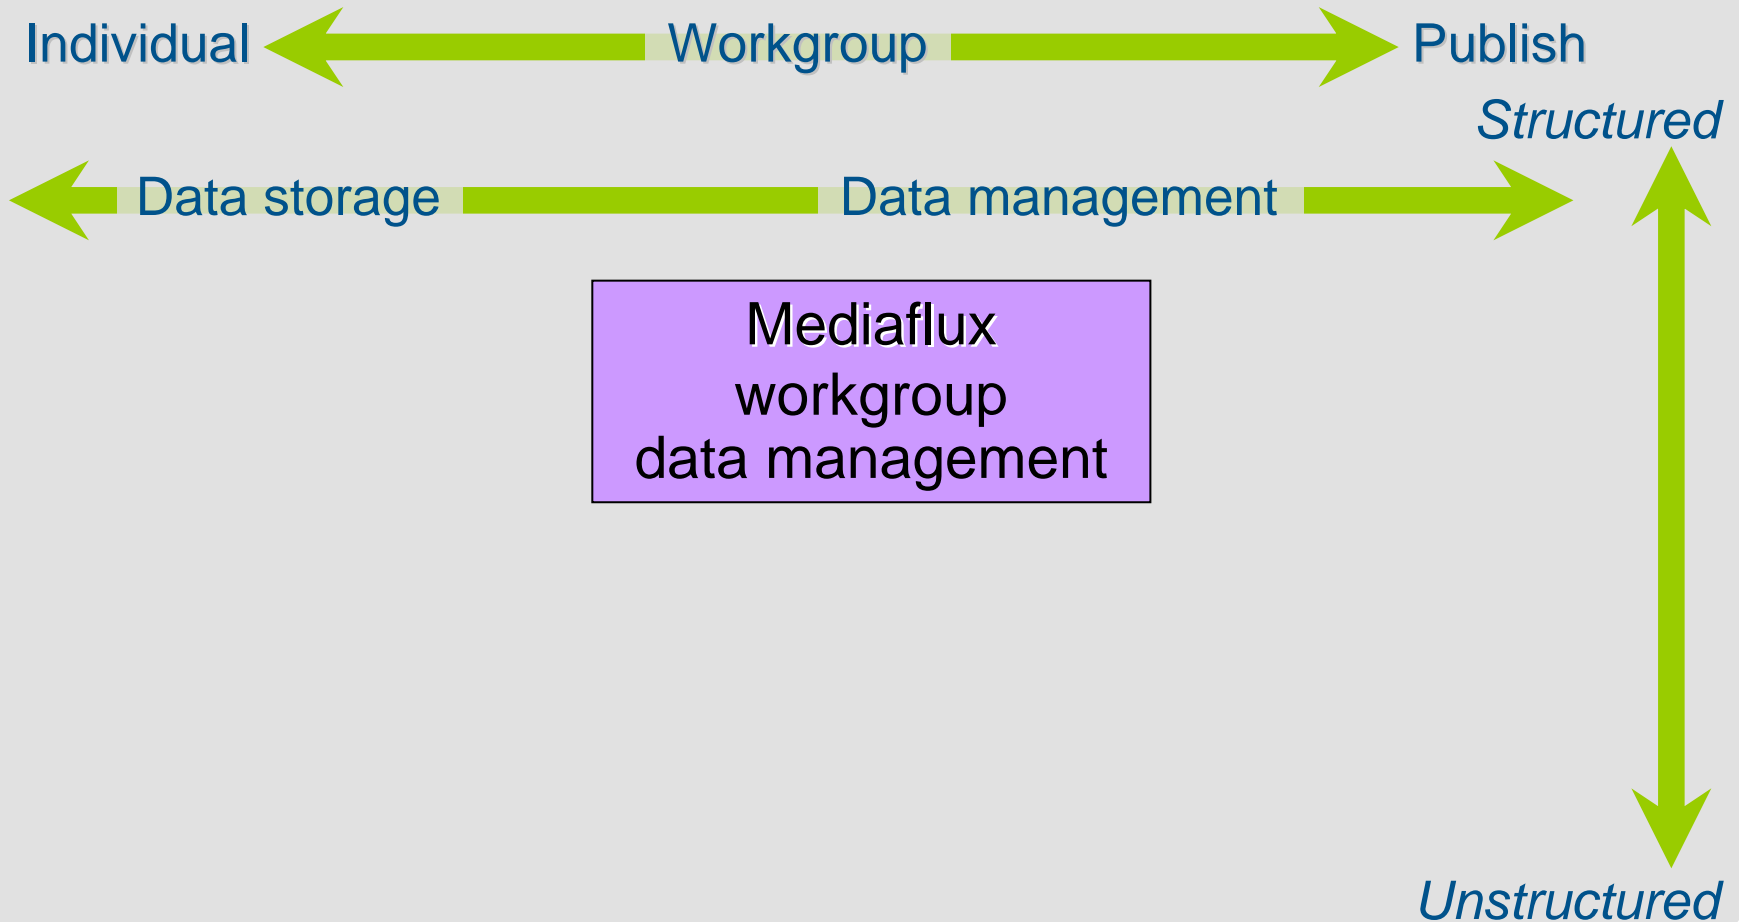 Individual Workgroup Publish
Structured
Data storage Data management
Mediaflux
workgroup
data management
Unstructured